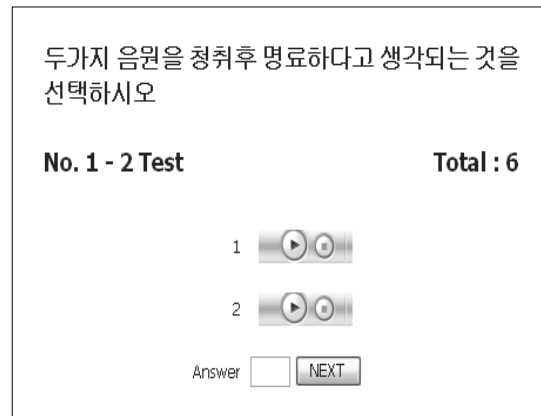 두가지 음원을 청취후 명료하다고 생각되는 것을
선택하시오
No. 1 - 2 Test Total : 6
1
2
Answer NEXT